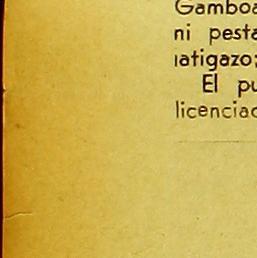 Gamboa
ni pesta
latigazo;
El pu
licenciad